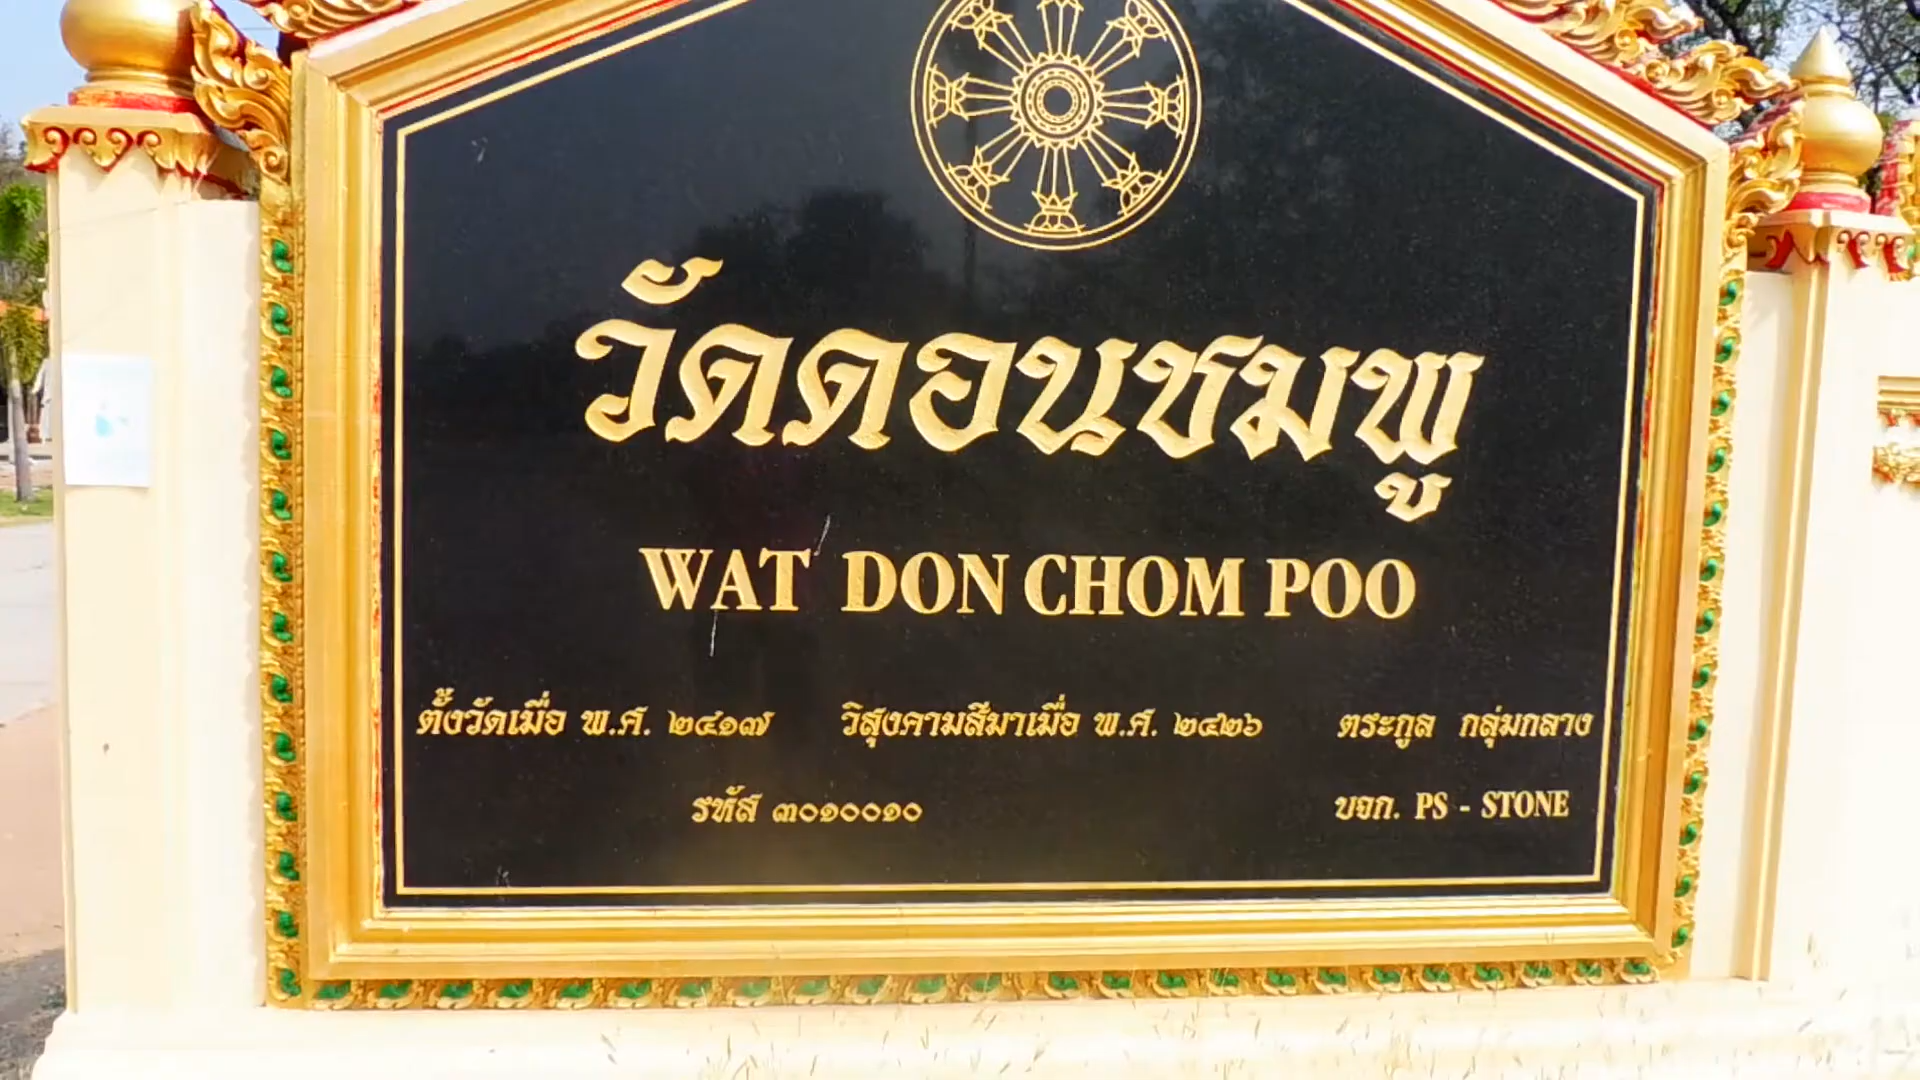 วัดดอนชมพู
WAT DON CHOM POO
ตั้งวัดเมื่อ พ.ศ. ๒๔๑๗ วิสุงคามสีมาเมื่อ พ.ศ. ๒๔๒๖ ตระกูล กลุ่มกลาง
รหัส ๓๐๑๐๐๑๐ บจก. PS - STONE